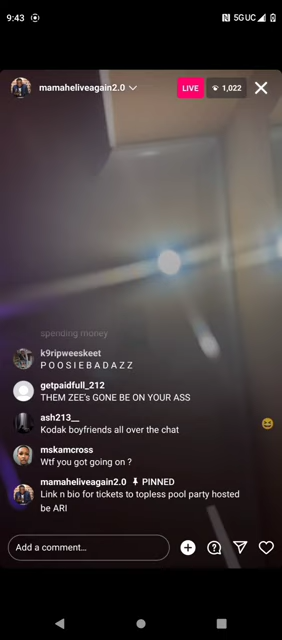 9:43
5GUC
mamaheliveagain2.0
LIVE
1,022
spending money
k9ripweeskeet
P O O S I E B A D A Z Z
getpaidfull_212
THEM ZEE's GONE BE ON YOUR ASS
ash213__
Kodak boyfriends all over the chat
mskamcross
Wtf you got going on ?
mamaheliveagain2.0 PINNED
Link n bio for tickets to topless pool party hosted
be ARI
Add a comment...